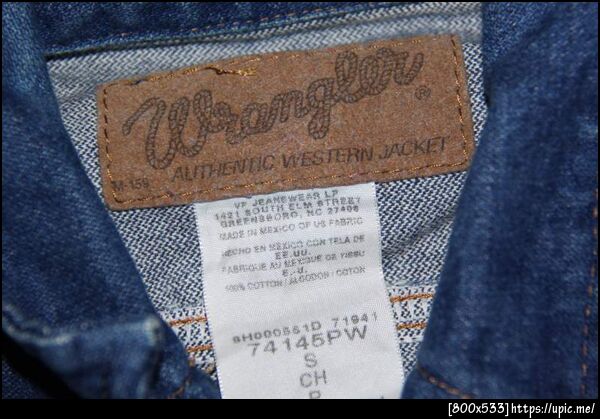 Wrangler®
AUTHENTIC WESTERN JACKET
M-159
VF JEANSWEAR LP
1421 SOUTH ELM STREET
GREENSBORO, NC 27406
MADE IN MEXICO OF US FABRIC
HECHO EN MEXICO CON TELA DE
EE.UU.
FABRIQUE AU MEXIQUE DE TISSU
E.-U.
100% COTTON / ALGODON / COTON
71941
74145PW
S
CH
P
[800x533]https://upic.me/